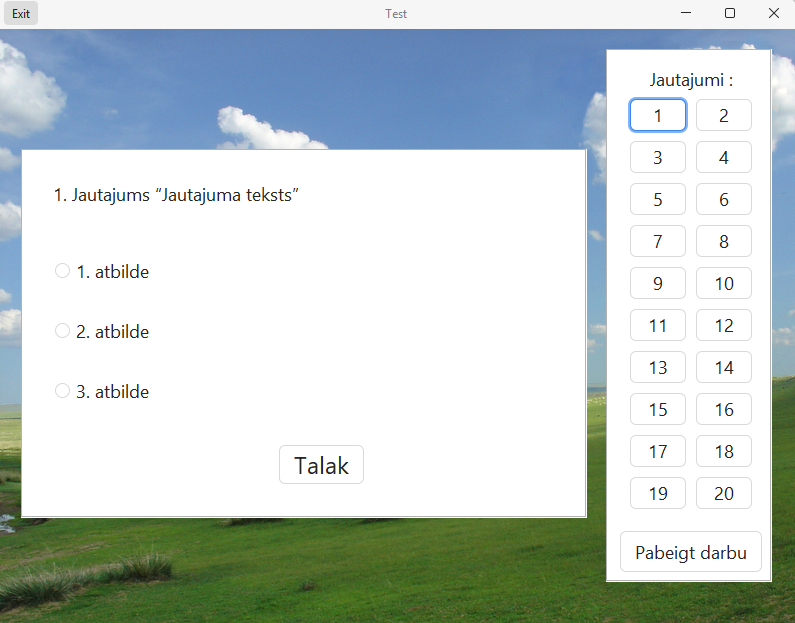 Exit
Test
Jautajumi :
1 2
3 4
5 6
7 8
9 10
11 12
13 14
15 16
17 18
19 20
Pabeigt darbu
1. Jautajums “Jautajuma teksts”
1. atbilde
2. atbilde
3. atbilde
Talak